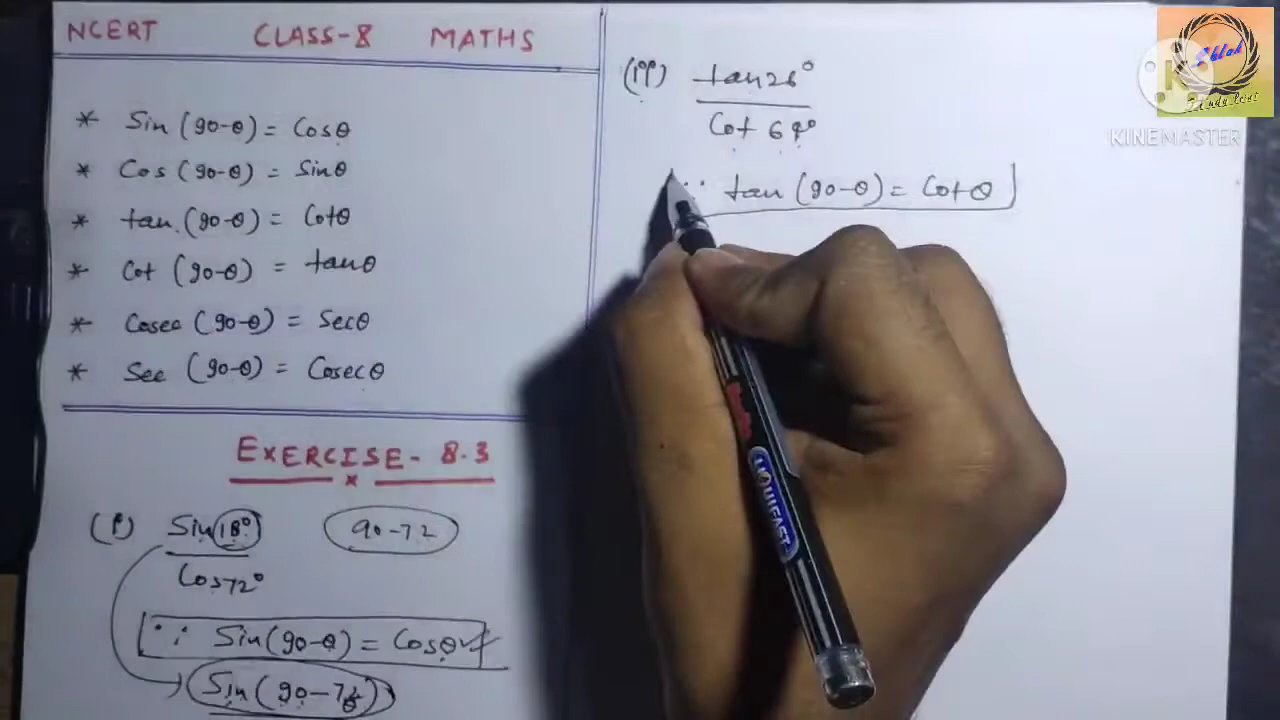 NCERT CLASS-8 MATHS
* Sin (90-θ) = Cosθ
* Cos (90-θ) = Sinθ
* tan (90-θ) = Cotθ
* Cot (90-θ) = tanθ
* Cosec (90-θ) = Secθ
* Sec (90-θ) = Cosecθ
EXERCISE - 8.3
(i) Sin 18° 90-72
Cos 72°
∵ Sin(90-θ) = Cosθ
Sin (90-72)
(ii) tan 26°
Cot 64°
∵ tan (90-θ) = Cot θ
LIQUIFAST
K
KINEMASTER